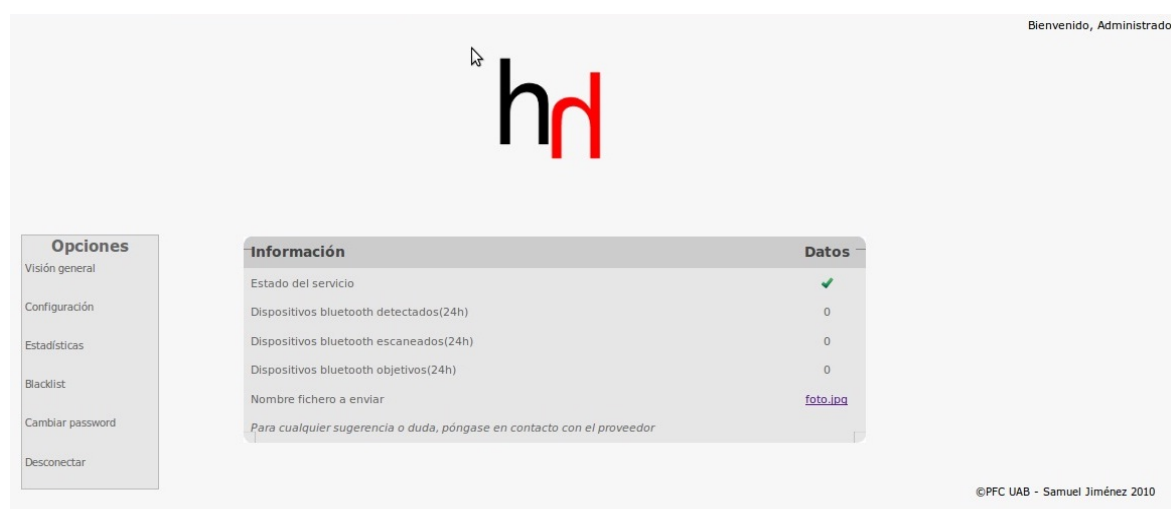 Bienvenido, Administrado
hd
Opciones
Visión general
Configuración
Estadísticas
Blacklist
Cambiar password
Desconectar
Información Datos
Estado del servicio
Dispositivos bluetooth detectados(24h) 0
Dispositivos bluetooth escaneados(24h) 0
Dispositivos bluetooth objetivos(24h) 0
Nombre fichero a enviar foto.jpg
Para cualquier sugerencia o duda, póngase en contacto con el proveedor
©PFC UAB - Samuel Jiménez 2010